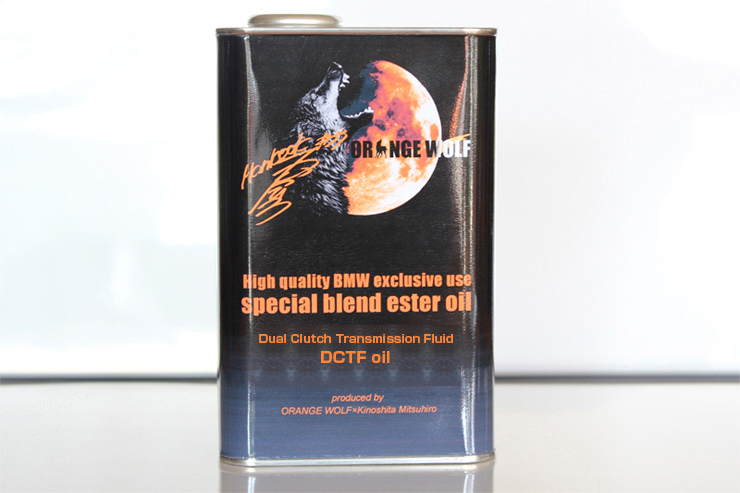 ORANGE WOLF
High quality BMW exclusive use
special blend ester oil
Dual Clutch Transmission Fluid
DCTF oil
produced by
ORANGE WOLF×Kinoshita Mitsuhiro